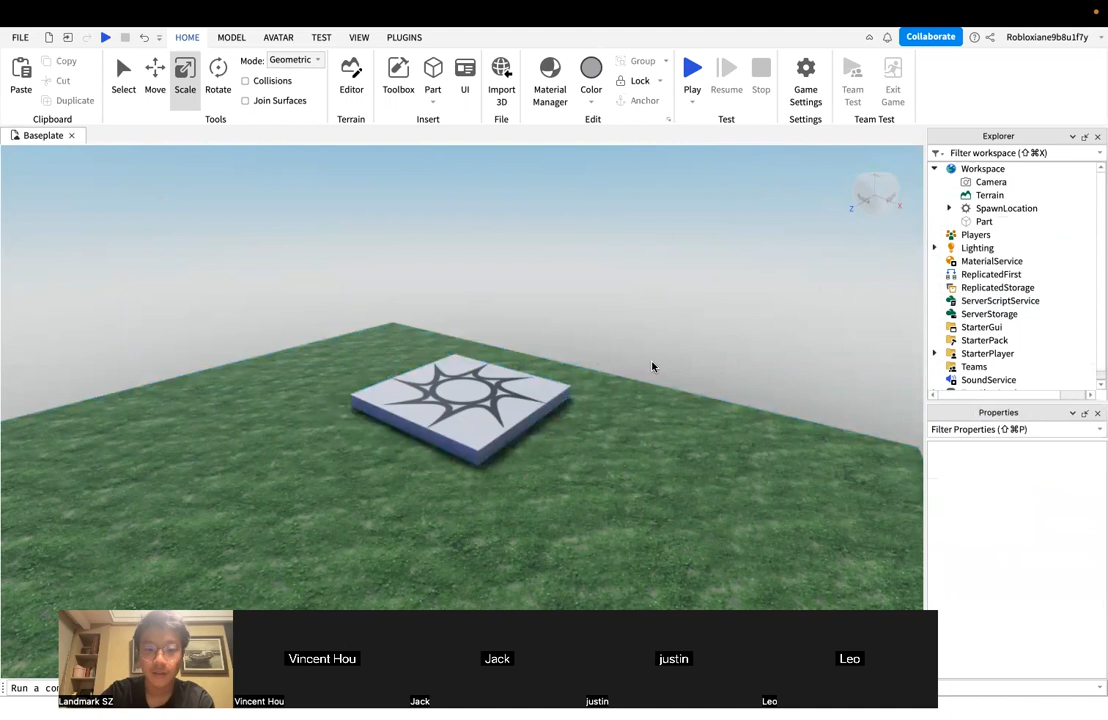 FILE HOME MODEL AVATAR TEST VIEW PLUGINS Collaborate Robloxiane9b8u1f7y
Paste Copy Cut Duplicate
Select Move Scale Rotate
Mode: Geometric
Collisions
Join Surfaces
Editor
Toolbox Part UI
Import 3D
Material Manager
Color
Group
Lock
Anchor
Play Resume Stop
Game Settings
Team Test
Exit Game
Clipboard Tools Terrain Insert File Edit Test Settings Team Test
Baseplate
Z X
Explorer
Filter workspace (⇧⌘X)
Workspace
Camera
Terrain
SpawnLocation
Part
Players
Lighting
MaterialService
ReplicatedFirst
ReplicatedStorage
ServerScriptService
ServerStorage
StarterGui
StarterPack
StarterPlayer
Teams
SoundService
Properties
Filter Properties (⇧⌘P)
Run a co
Vincent Hou Jack justin Leo
Landmark SZ Vincent Hou Jack justin Leo